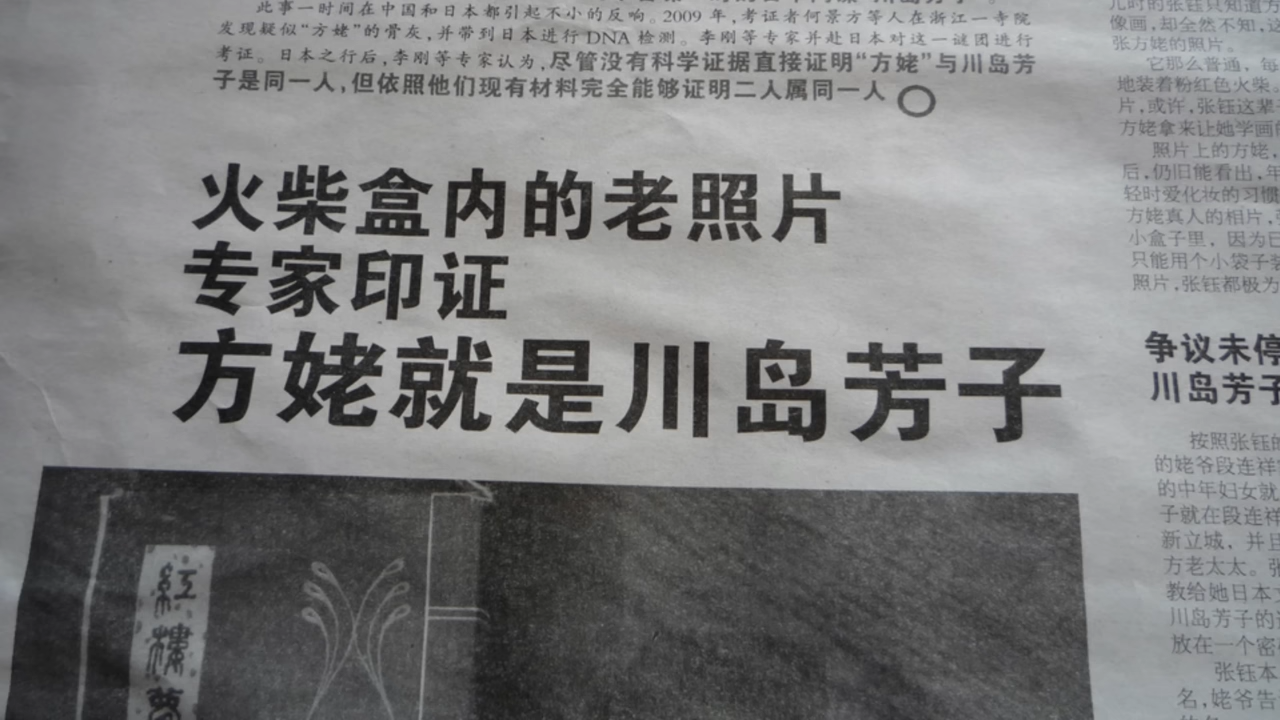 此事一时间在中国和日本都引起不小的反响。2009 年，考证者何景方等人在浙江一寺院
发现疑似“方姥”的骨灰，并带到日本进行 DNA 检测。李刚等专家并赴日本对这一谜团进行
考证。日本之行后，李刚等专家认为，尽管没有科学证据直接证明“方姥”与川岛芳
子是同一人，但依照他们现有材料完全能够证明二人属同一人
火柴盒内的老照片
专家印证
方姥就是川岛芳子
紅樓夢
儿时的张钰只知道方
像画，却全然不知，这
张方姥的照片。
它那么普通，每
地装着粉红色火柴。
片，或许，张钰这辈
方姥拿来让她学画
照片上的方姥，
后，仍旧能看出，年
轻时爱化妆的习惯
方姥真人的相片，
小盒子里，因为已
只能用个小袋子装
照片，张钰都极为
争议未停
川岛芳子
按照张钰的
的姥爷段连祥
的中年妇女就
子就在段连祥
新立城，并且
方老太太。张
教给她日本
川岛芳子的
放在一个密
张钰本
名，姥爷告